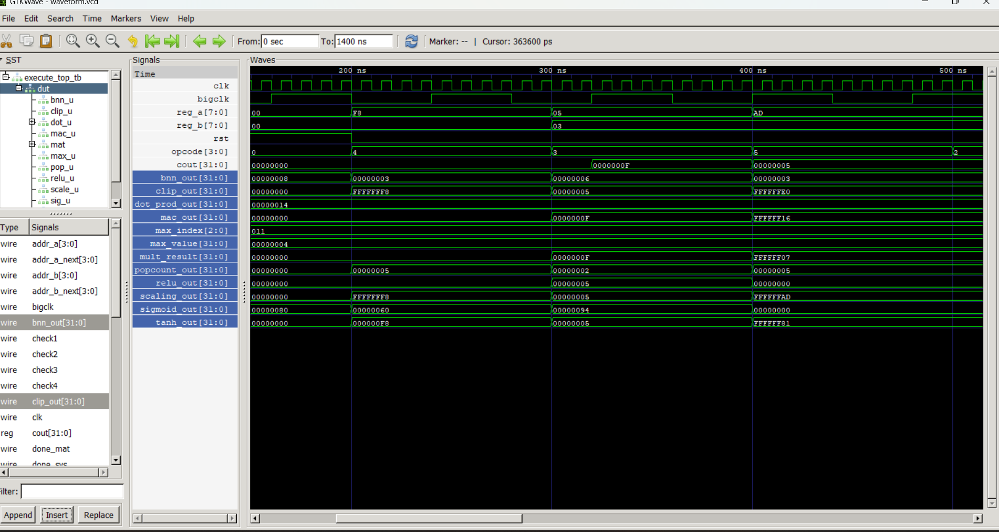 GTKWave - waveform.vcd
File Edit Search Time Markers View Help
From: 0 sec To: 1400 ns Marker: -- | Cursor: 363600 ps
SST
execute_top_tb
dut
bnn_u
clip_u
dot_u
mac_u
mat
max_u
pop_u
relu_u
scale_u
sig_u
Type Signals
wire addr_a[3:0]
wire addr_a_next[3:0]
wire addr_b[3:0]
wire addr_b_next[3:0]
wire bigclk
wire bnn_out[31:0]
wire check1
wire check2
wire check3
wire check4
wire clip_out[31:0]
wire clk
reg cout[31:0]
wire done_mat
wire done_sys
Filter:
Append Insert Replace
Signals
Time
clk
bigclk
reg_a[7:0]
reg_b[7:0]
rst
opcode[3:0]
cout[31:0]
bnn_out[31:0]
clip_out[31:0]
dot_prod_out[31:0]
mac_out[31:0]
max_index[2:0]
max_value[31:0]
mult_result[31:0]
popcount_out[31:0]
relu_out[31:0]
scaling_out[31:0]
sigmoid_out[31:0]
tanh_out[31:0]
Waves
200 ns 300 ns 400 ns 500 ns
00 F8 05 AD
00 03
0 4 3 5 2
00000000 0000000F 00000005
00000008 00000003 00000006 00000003
00000000 FFFFFFF8 00000005 FFFFFFE0
00000014
00000000 0000000F FFFFFF16
011
00000004
00000000 0000000F FFFFFF07
00000000 00000005 00000002 00000005
00000000 00000005 00000000
00000000 FFFFFFF8 00000005 FFFFFFAD
00000080 00000060 00000094 00000000
00000000 000000F8 00000005 FFFFFF81